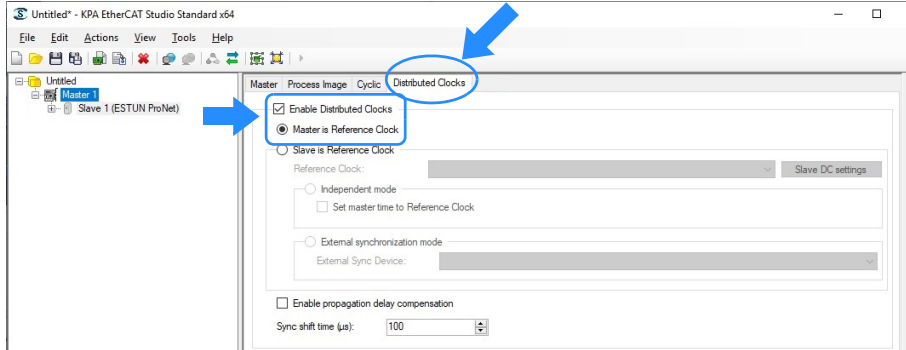 Untitled* - KPA EtherCAT Studio Standard x64
File Edit Actions View Tools Help
Untitled
Master 1
Slave 1 (ESTUN ProNet)
Master Process Image Cyclic Distributed Clocks
Enable Distributed Clocks
Master is Reference Clock
Slave is Reference Clock
Reference Clock:
Slave DC settings
Independent mode
Set master time to Reference Clock
External synchronization mode
External Sync Device:
Enable propagation delay compensation
Sync shift time (µs): 100